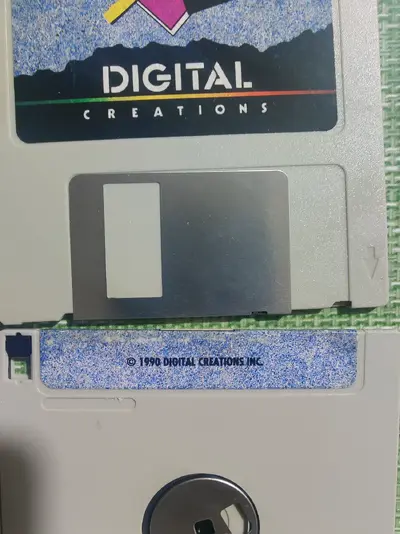 DIGITAL
CREATIONS
© 1990 DIGITAL CREATIONS INC.